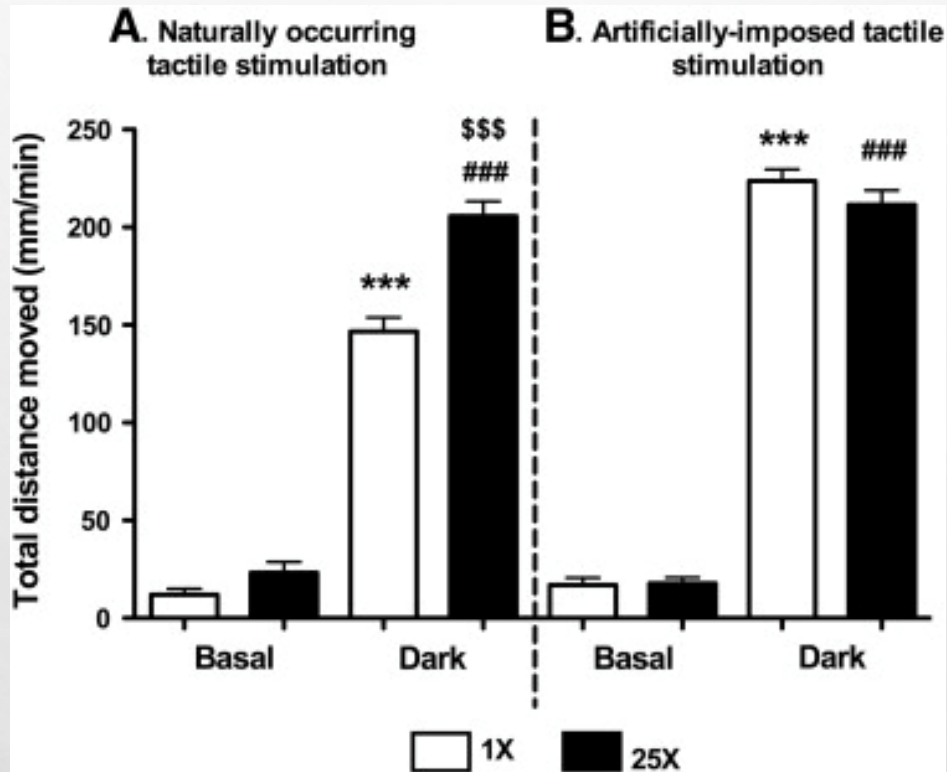 A. Naturally occurring
tactile stimulation
B. Artificially-imposed tactile
stimulation
Total distance moved (mm/min)
250
200
150
100
50
0
$$$
###
***
***
###
Basal
Dark
Basal
Dark
1X
25X